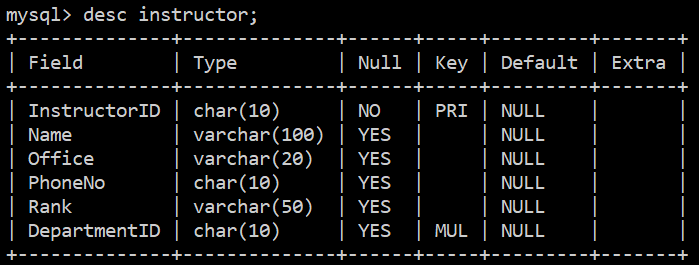 mysql> desc instructor;
+--------------+--------------+------+-----+---------+-------+
| Field        | Type         | Null | Key | Default | Extra |
+--------------+--------------+------+-----+---------+-------+
| InstructorID | char(10)     | NO   | PRI | NULL    |       |
| Name         | varchar(100) | YES  |     | NULL    |       |
| Office       | varchar(20)  | YES  |     | NULL    |       |
| PhoneNo      | char(10)     | YES  |     | NULL    |       |
| Rank         | varchar(50)  | YES  |     | NULL    |       |
| DepartmentID | char(10)     | YES  | MUL | NULL    |       |
+--------------+--------------+------+-----+---------+-------+